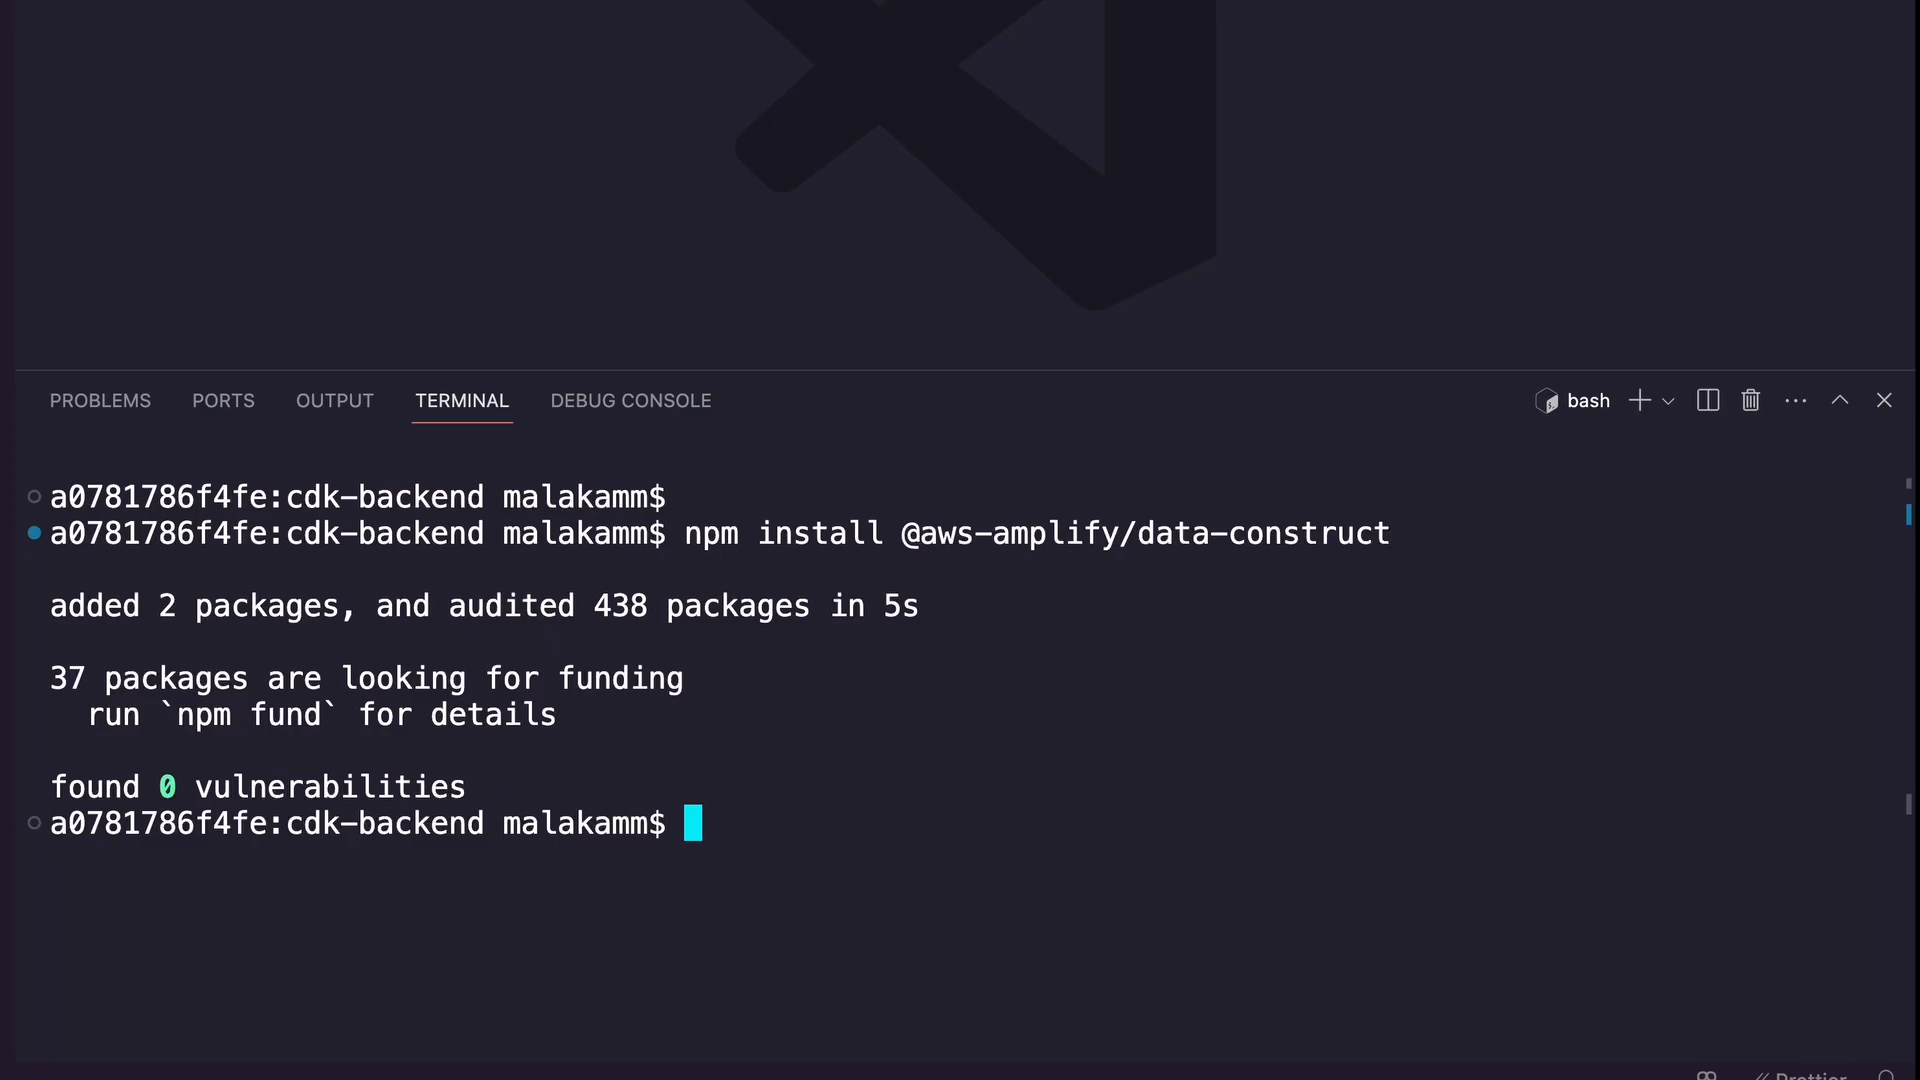 PROBLEMS PORTS OUTPUT TERMINAL DEBUG CONSOLE bash
a0781786f4fe:cdk-backend malakamm$
a0781786f4fe:cdk-backend malakamm$ npm install @aws-amplify/data-construct
added 2 packages, and audited 438 packages in 5s
37 packages are looking for funding
run `npm fund` for details
found 0 vulnerabilities
a0781786f4fe:cdk-backend malakamm$
Prettier